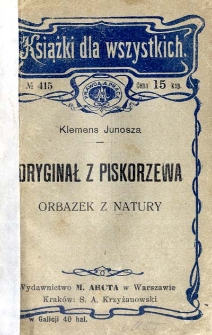 Książki dla wszystkich.
№ 415 Cena 15 kop.
Klemens Junosza
ORYGINAŁ Z PISKORZEWA
ORBAZEK Z NATURY
Wydawnictwo M. ARCTA w Warszawie
Kraków: S. A. Krzyżanowski
w Galicji 40 hal.